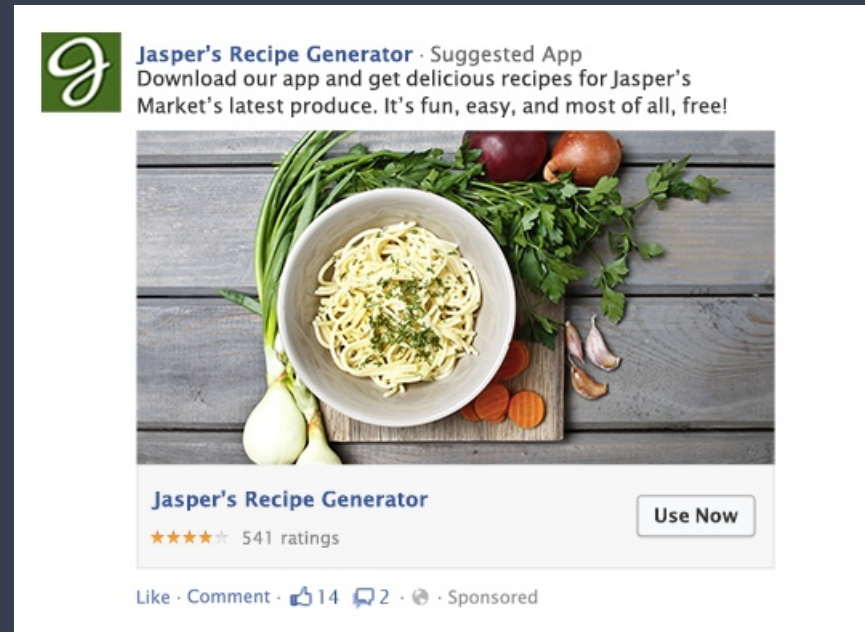 Jasper's Recipe Generator · Suggested App
Download our app and get delicious recipes for Jasper's
Market's latest produce. It's fun, easy, and most of all, free!
Jasper's Recipe Generator
Use Now
541 ratings
Like · Comment · 14 2 · · Sponsored